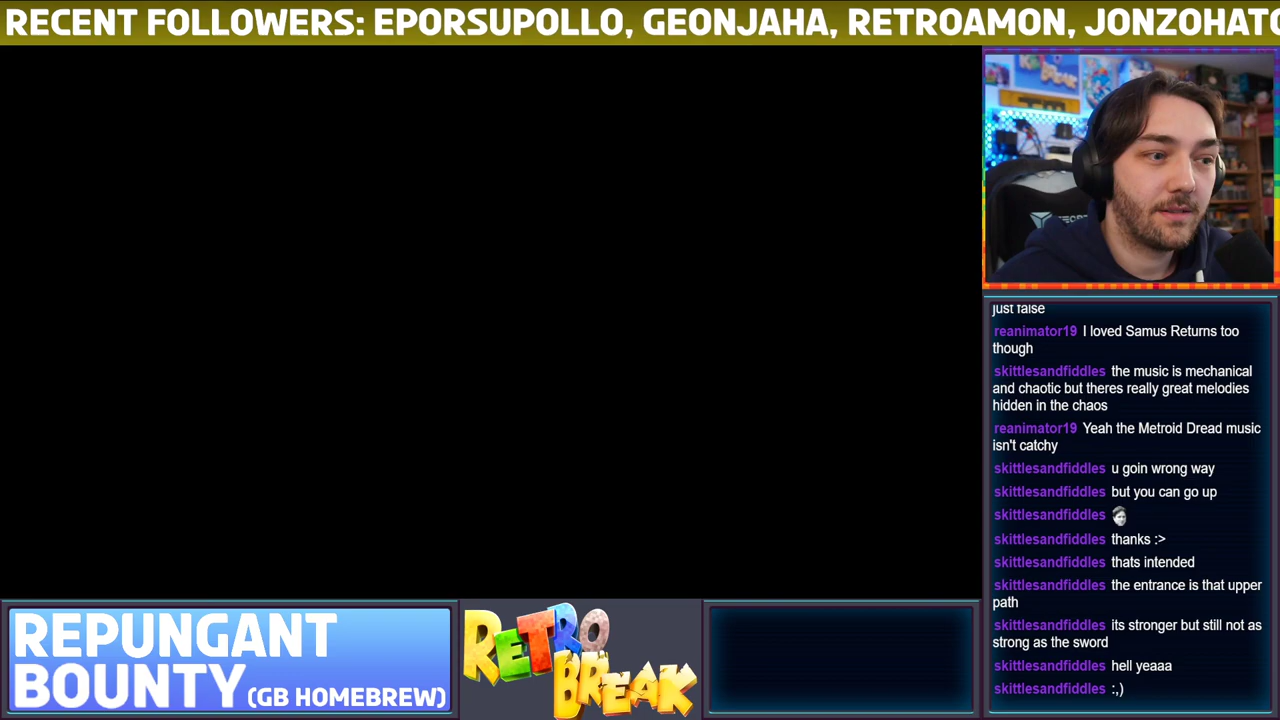 RECENT FOLLOWERS: EPORSUPOLLO, GEONJAHA, RETROAMON, JONZOHATO
just false
reanimator19 I loved Samus Returns too
though
skittlesandfiddles the music is mechanical
and chaotic but theres really great melodies
hidden in the chaos
reanimator19 Yeah the Metroid Dread music
isn't catchy
skittlesandfiddles u goin wrong way
skittlesandfiddles but you can go up
skittlesandfiddles
skittlesandfiddles thanks :>
skittlesandfiddles thats intended
skittlesandfiddles the entrance is that upper
path
skittlesandfiddles its stronger but still not as
strong as the sword
skittlesandfiddles hell yeaaa
skittlesandfiddles :,)
REPUNGANT
BOUNTY (GB HOMEBREW)
RETRO
BREAK